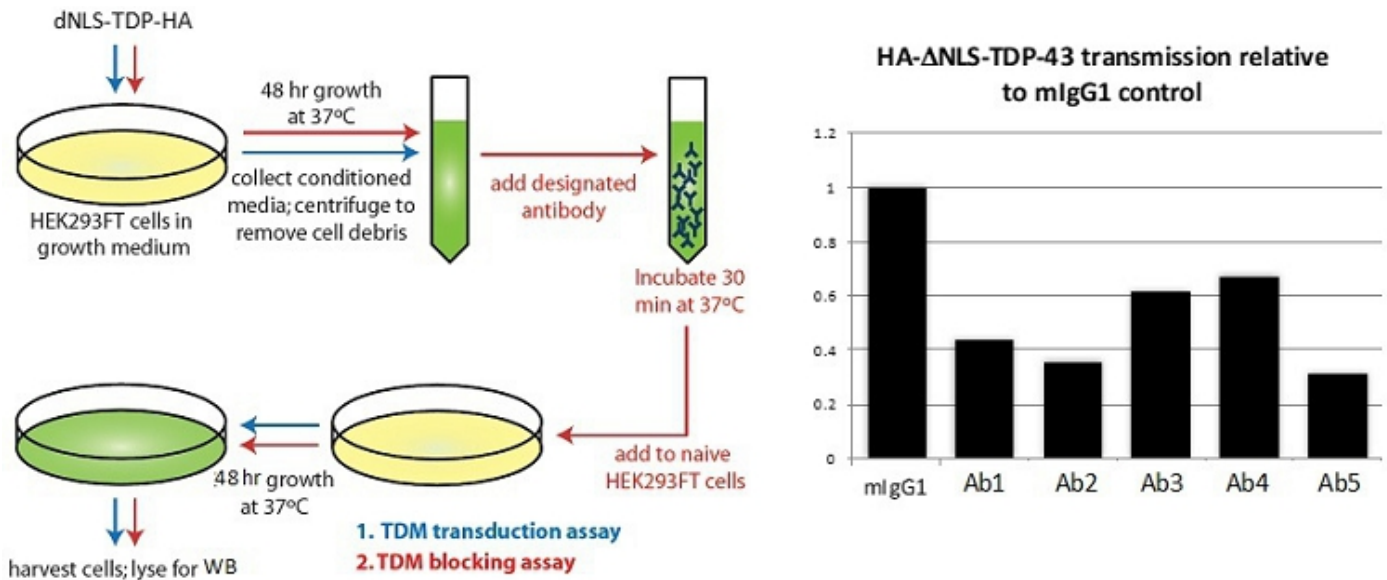 dNLS-TDP-HA
48 hr growth
at 37ºC
collect conditioned
media; centrifuge to
remove cell debris
HEK293FT cells in
growth medium
add designated
antibody
Incubate 30
min at 37ºC
add to naive
HEK293FT cells
48 hr growth
at 37ºC
1. TDM transduction assay
2. TDM blocking assay
harvest cells; lyse for WB
HA-ΔNLS-TDP-43 transmission relative
to mIgG1 control
1.2
1
0.8
0.6
0.4
0.2
0
mIgG1 Ab1 Ab2 Ab3 Ab4 Ab5